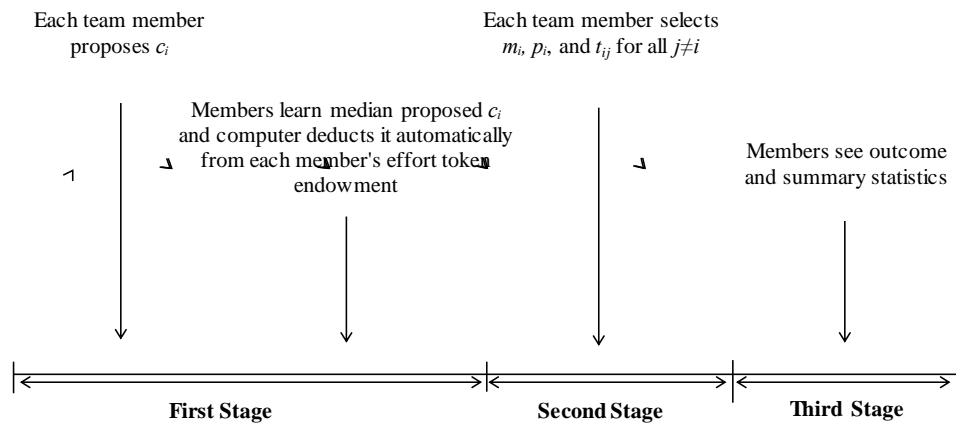 Each team member
proposes cᵢ
Each team member selects
mᵢ, pᵢ, and tᵢⱼ for all j≠i
Members learn median proposed cᵢ
and computer deducts it automatically
from each member's effort token
endowment
Members see outcome
and summary statistics
First Stage
Second Stage
Third Stage